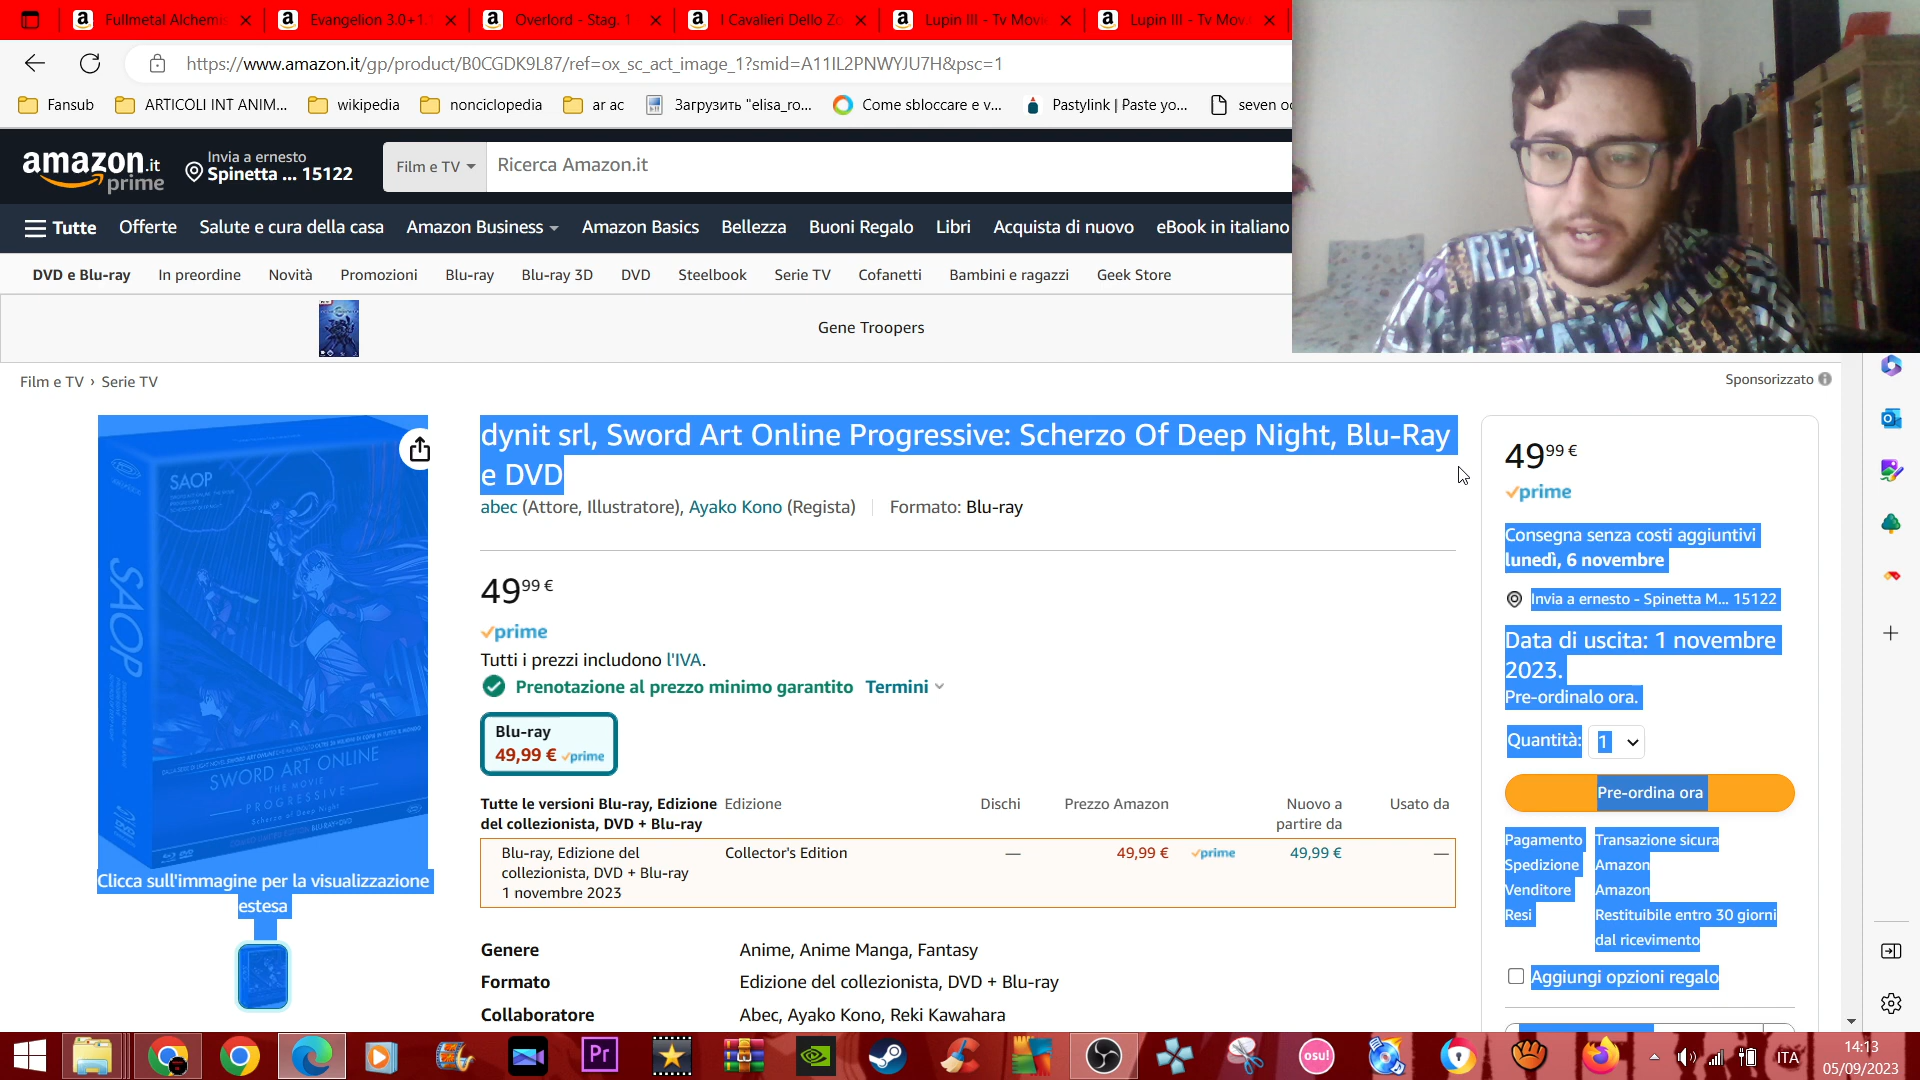 Fullmetal Alchemis
Evangelion 3.0+1.
Overlord - Stag. 1
I Cavalieri Dello Zo
Lupin III - Tv Movie
Lupin III - Tv Mov
https://www.amazon.it/gp/product/B0CGDK9L87/ref=ox_sc_act_image_1?smid=A11IL2PNWYJU7H&psc=1
Fansub
ARTICOLI INT ANIM...
wikipedia
nonciclopedia
ar ac
Загрузить "elisa_ro...
Come sbloccare e v...
Pastylink | Paste yo...
seven
amazon.it
prime
Invia a ernesto
Spinetta ... 15122
Film e TV
Ricerca Amazon.it
Tutte
Offerte
Salute e cura della casa
Amazon Business
Amazon Basics
Bellezza
Buoni Regalo
Libri
Acquista di nuovo
eBook in italiano
DVD e Blu-ray
In preordine
Novità
Promozioni
Blu-ray
Blu-ray 3D
DVD
Steelbook
Serie TV
Cofanetti
Bambini e ragazzi
Geek Store
Gene Troopers
Film e TV › Serie TV
Sponsorizzato
SAOP
SAOP
SWORD ART ONLINE
THE MOVIE
PROGRESSIVE
Scherzo of Deep Night
Clicca sull'immagine per la visualizzazione
estesa
dynit srl, Sword Art Online Progressive: Scherzo Of Deep Night, Blu-Ray
e DVD
abec (Attore, Illustratore), Ayako Kono (Regista)
Formato: Blu-ray
49 99 €
prime
Tutti i prezzi includono l'IVA.
Prenotazione al prezzo minimo garantito Termini
Blu-ray
49,99 € prime
Tutte le versioni Blu-ray, Edizione
del collezionista, DVD + Blu-ray
Edizione
Dischi
Prezzo Amazon
Nuovo a
partire da
Usato da
Blu-ray, Edizione del
collezionista, DVD + Blu-ray
1 novembre 2023
Collector's Edition
—
49,99 € prime
49,99 €
—
Genere
Anime, Anime Manga, Fantasy
Formato
Edizione del collezionista, DVD + Blu-ray
Collaboratore
Abec, Ayako Kono, Reki Kawahara
49 99 €
prime
Consegna senza costi aggiuntivi
lunedì, 6 novembre
Invia a ernesto - Spinetta M... 15122
Data di uscita: 1 novembre
2023.
Pre-ordinalo ora.
Quantità: 1
Pre-ordina ora
Pagamento Transazione sicura
Spedizione Amazon
Venditore Amazon
Resi Restituibile entro 30 giorni
dal ricevimento
Aggiungi opzioni regalo
Pr
osu!
ITA
14:13
05/09/2023